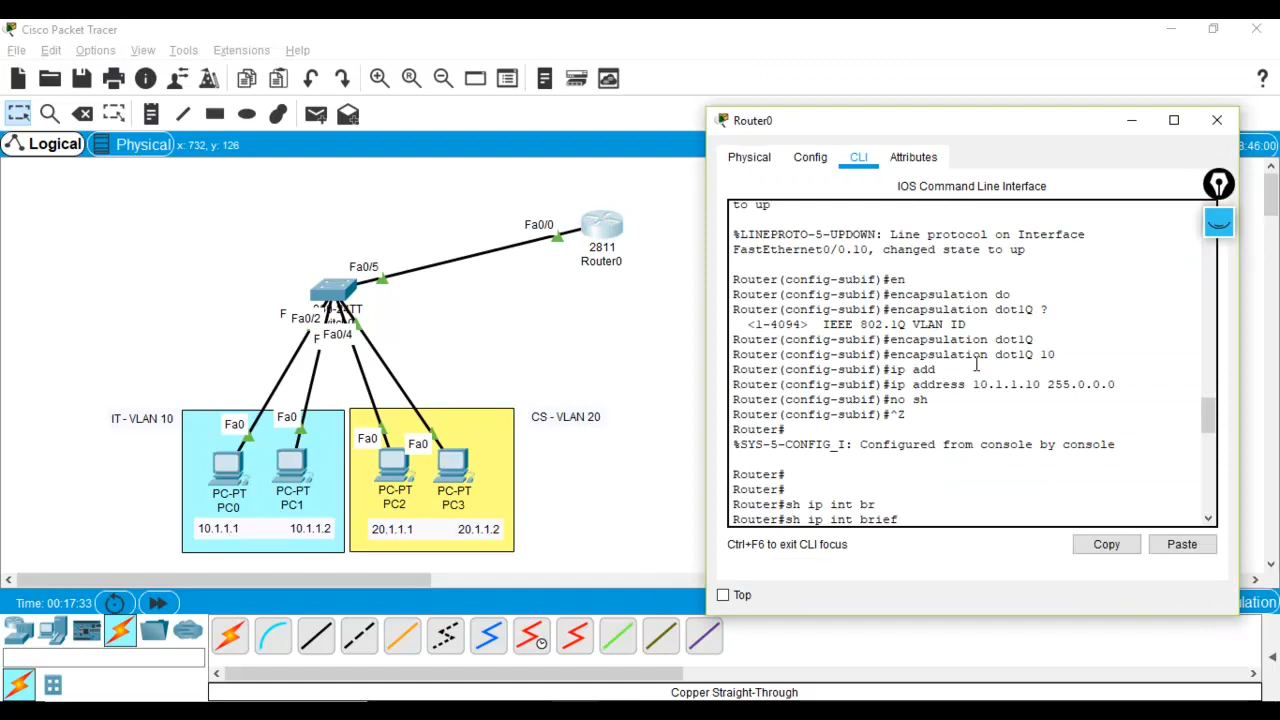 Cisco Packet Tracer
File Edit Options View Tools Extensions Help
?
Logical Physical x: 732, y: 126
:46:00
Router0
Physical Config CLI Attributes
IOS Command Line Interface
to up
%LINEPROTO-5-UPDOWN: Line protocol on Interface
FastEthernet0/0.10, changed state to up
Router(config-subif)#en
Router(config-subif)#encapsulation do
Router(config-subif)#encapsulation dot1Q ?
<1-4094> IEEE 802.1Q VLAN ID
Router(config-subif)#encapsulation dot1Q
Router(config-subif)#encapsulation dot1Q 10
Router(config-subif)#ip add
Router(config-subif)#ip address 10.1.1.10 255.0.0.0
Router(config-subif)#no sh
Router(config-subif)#^Z
Router#
%SYS-5-CONFIG_I: Configured from console by console
Router#
Router#
Router#sh ip int br
Router#sh ip int brief
Ctrl+F6 to exit CLI focus
Copy
Paste
Top
Fa0/0
2811
Router0
Fa0/5
TT
F
Fa0/2
F
Fa0/4
IT - VLAN 10
CS - VLAN 20
Fa0
Fa0
Fa0
Fa0
PC-PT
PC0
PC-PT
PC1
PC-PT
PC2
PC-PT
PC3
10.1.1.1
10.1.1.2
20.1.1.1
20.1.1.2
Time: 00:17:33
lation
Copper Straight-Through